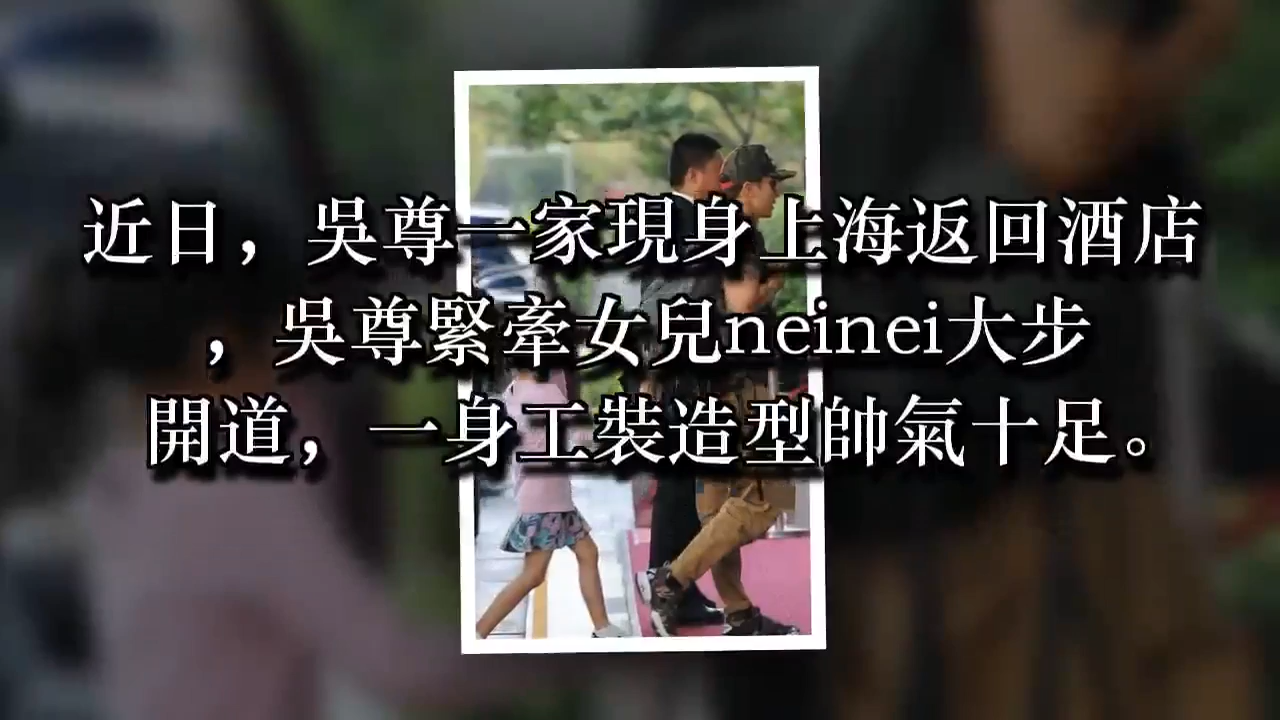 近日，吳尊一家現身上海返回酒店
，吳尊緊牽女兒neinei大步
開道，一身工裝造型帥氣十足。